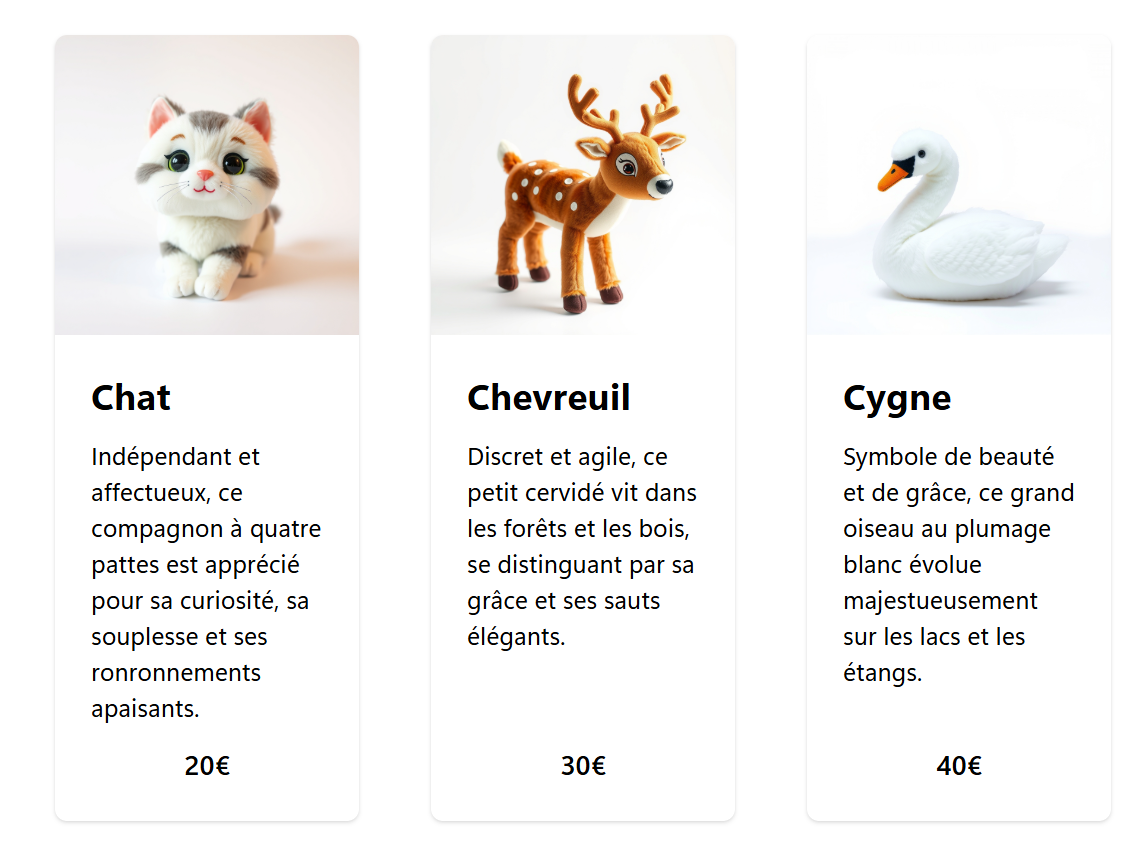 Chat
Indépendant et
affectueux, ce
compagnon à quatre
pattes est apprécié
pour sa curiosité, sa
souplesse et ses
ronronnements
apaisants.
20€
Chevreuil
Discret et agile, ce
petit cervidé vit dans
les forêts et les bois,
se distinguant par sa
grâce et ses sauts
élégants.
30€
Cygne
Symbole de beauté
et de grâce, ce grand
oiseau au plumage
blanc évolue
majestueusement
sur les lacs et les
étangs.
40€